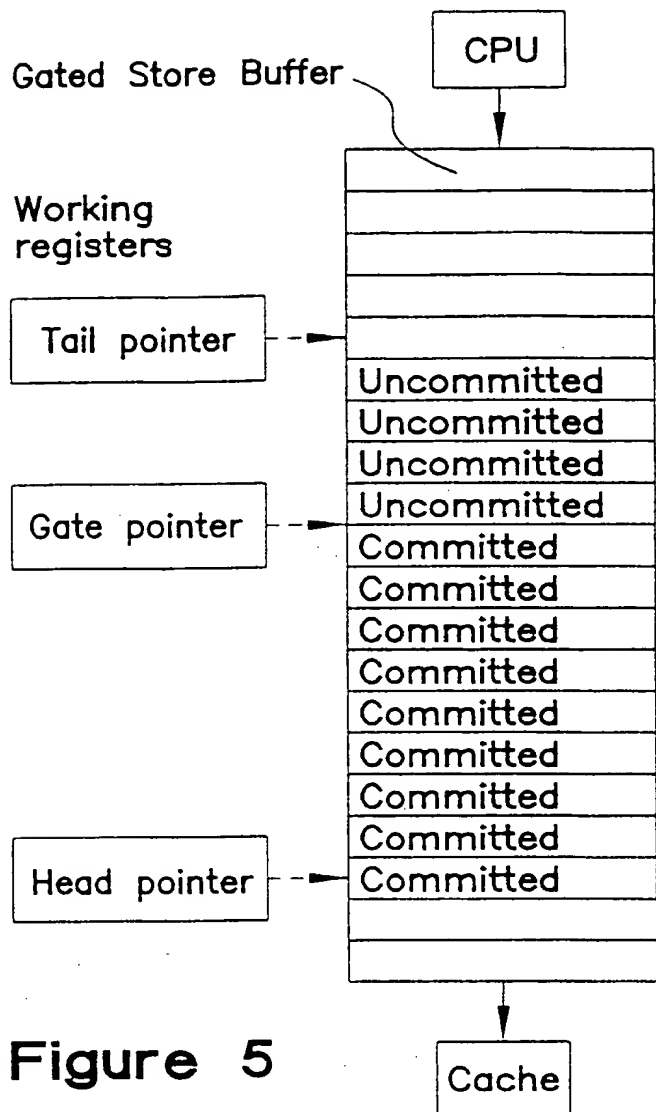 CPU
Gated Store Buffer
Working
registers
Tail pointer
Uncommitted
Uncommitted
Uncommitted
Uncommitted
Gate pointer
Committed
Committed
Committed
Committed
Committed
Committed
Committed
Committed
Head pointer
Committed
Figure 5
Cache